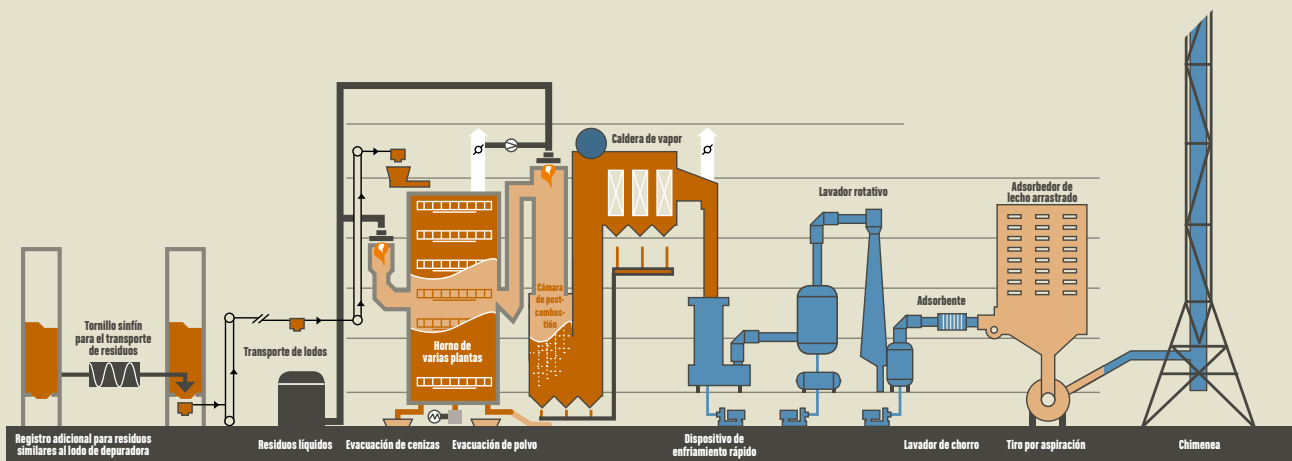 Caldera de vapor
Lavador rotativo
Adsorbedor de
lecho arrastrado
Cámara
de post-
combus-
tión
Adsorbente
Tornillo sinfín
para el transporte
de residuos
Transporte de lodos
Horno de
varias plantas
Registro adicional para residuos
similares al lodo de depuradora
Residuos líquidos
Evacuación de cenizas
Evacuación de polvo
Dispositivo de
enfriamiento rápido
Lavador de chorro
Tiro por aspiración
Chimenea